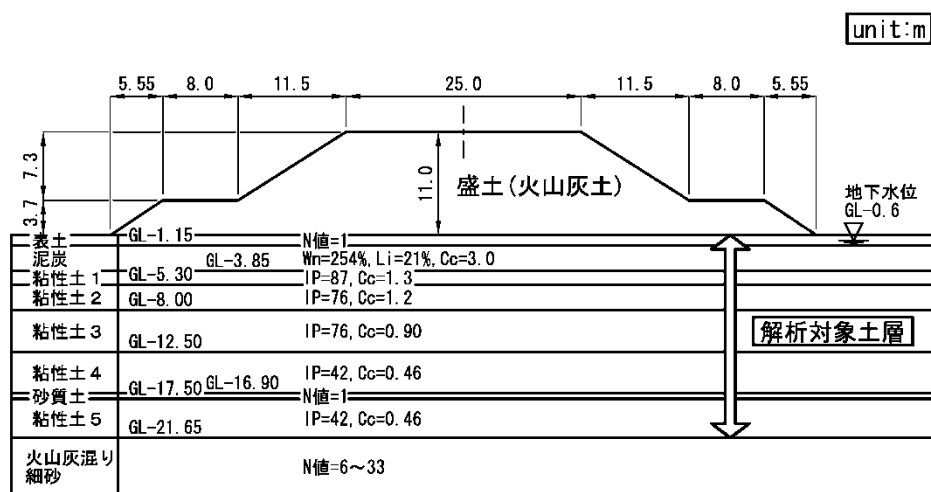 unit:m
5.55 8.0 11.5 25.0 11.5 8.0 5.55
7.3
3.7
11.0
盛土(火山灰土)
地下水位
GL-0.6
表土 GL-1.15 N値=1
泥炭 GL-3.85 Wn=254%, Li=21%, Cc=3.0
粘性土1 GL-5.30 IP=87, Cc=1.3
粘性土2 GL-8.00 IP=76, Cc=1.2
粘性土3 GL-12.50 IP=76, Cc=0.90
解析対象土層
粘性土4 GL-16.90 IP=42, Cc=0.46
砂質土 GL-17.50 N値=1
粘性土5 GL-21.65 IP=42, Cc=0.46
火山灰混り
細砂
N値=6～33